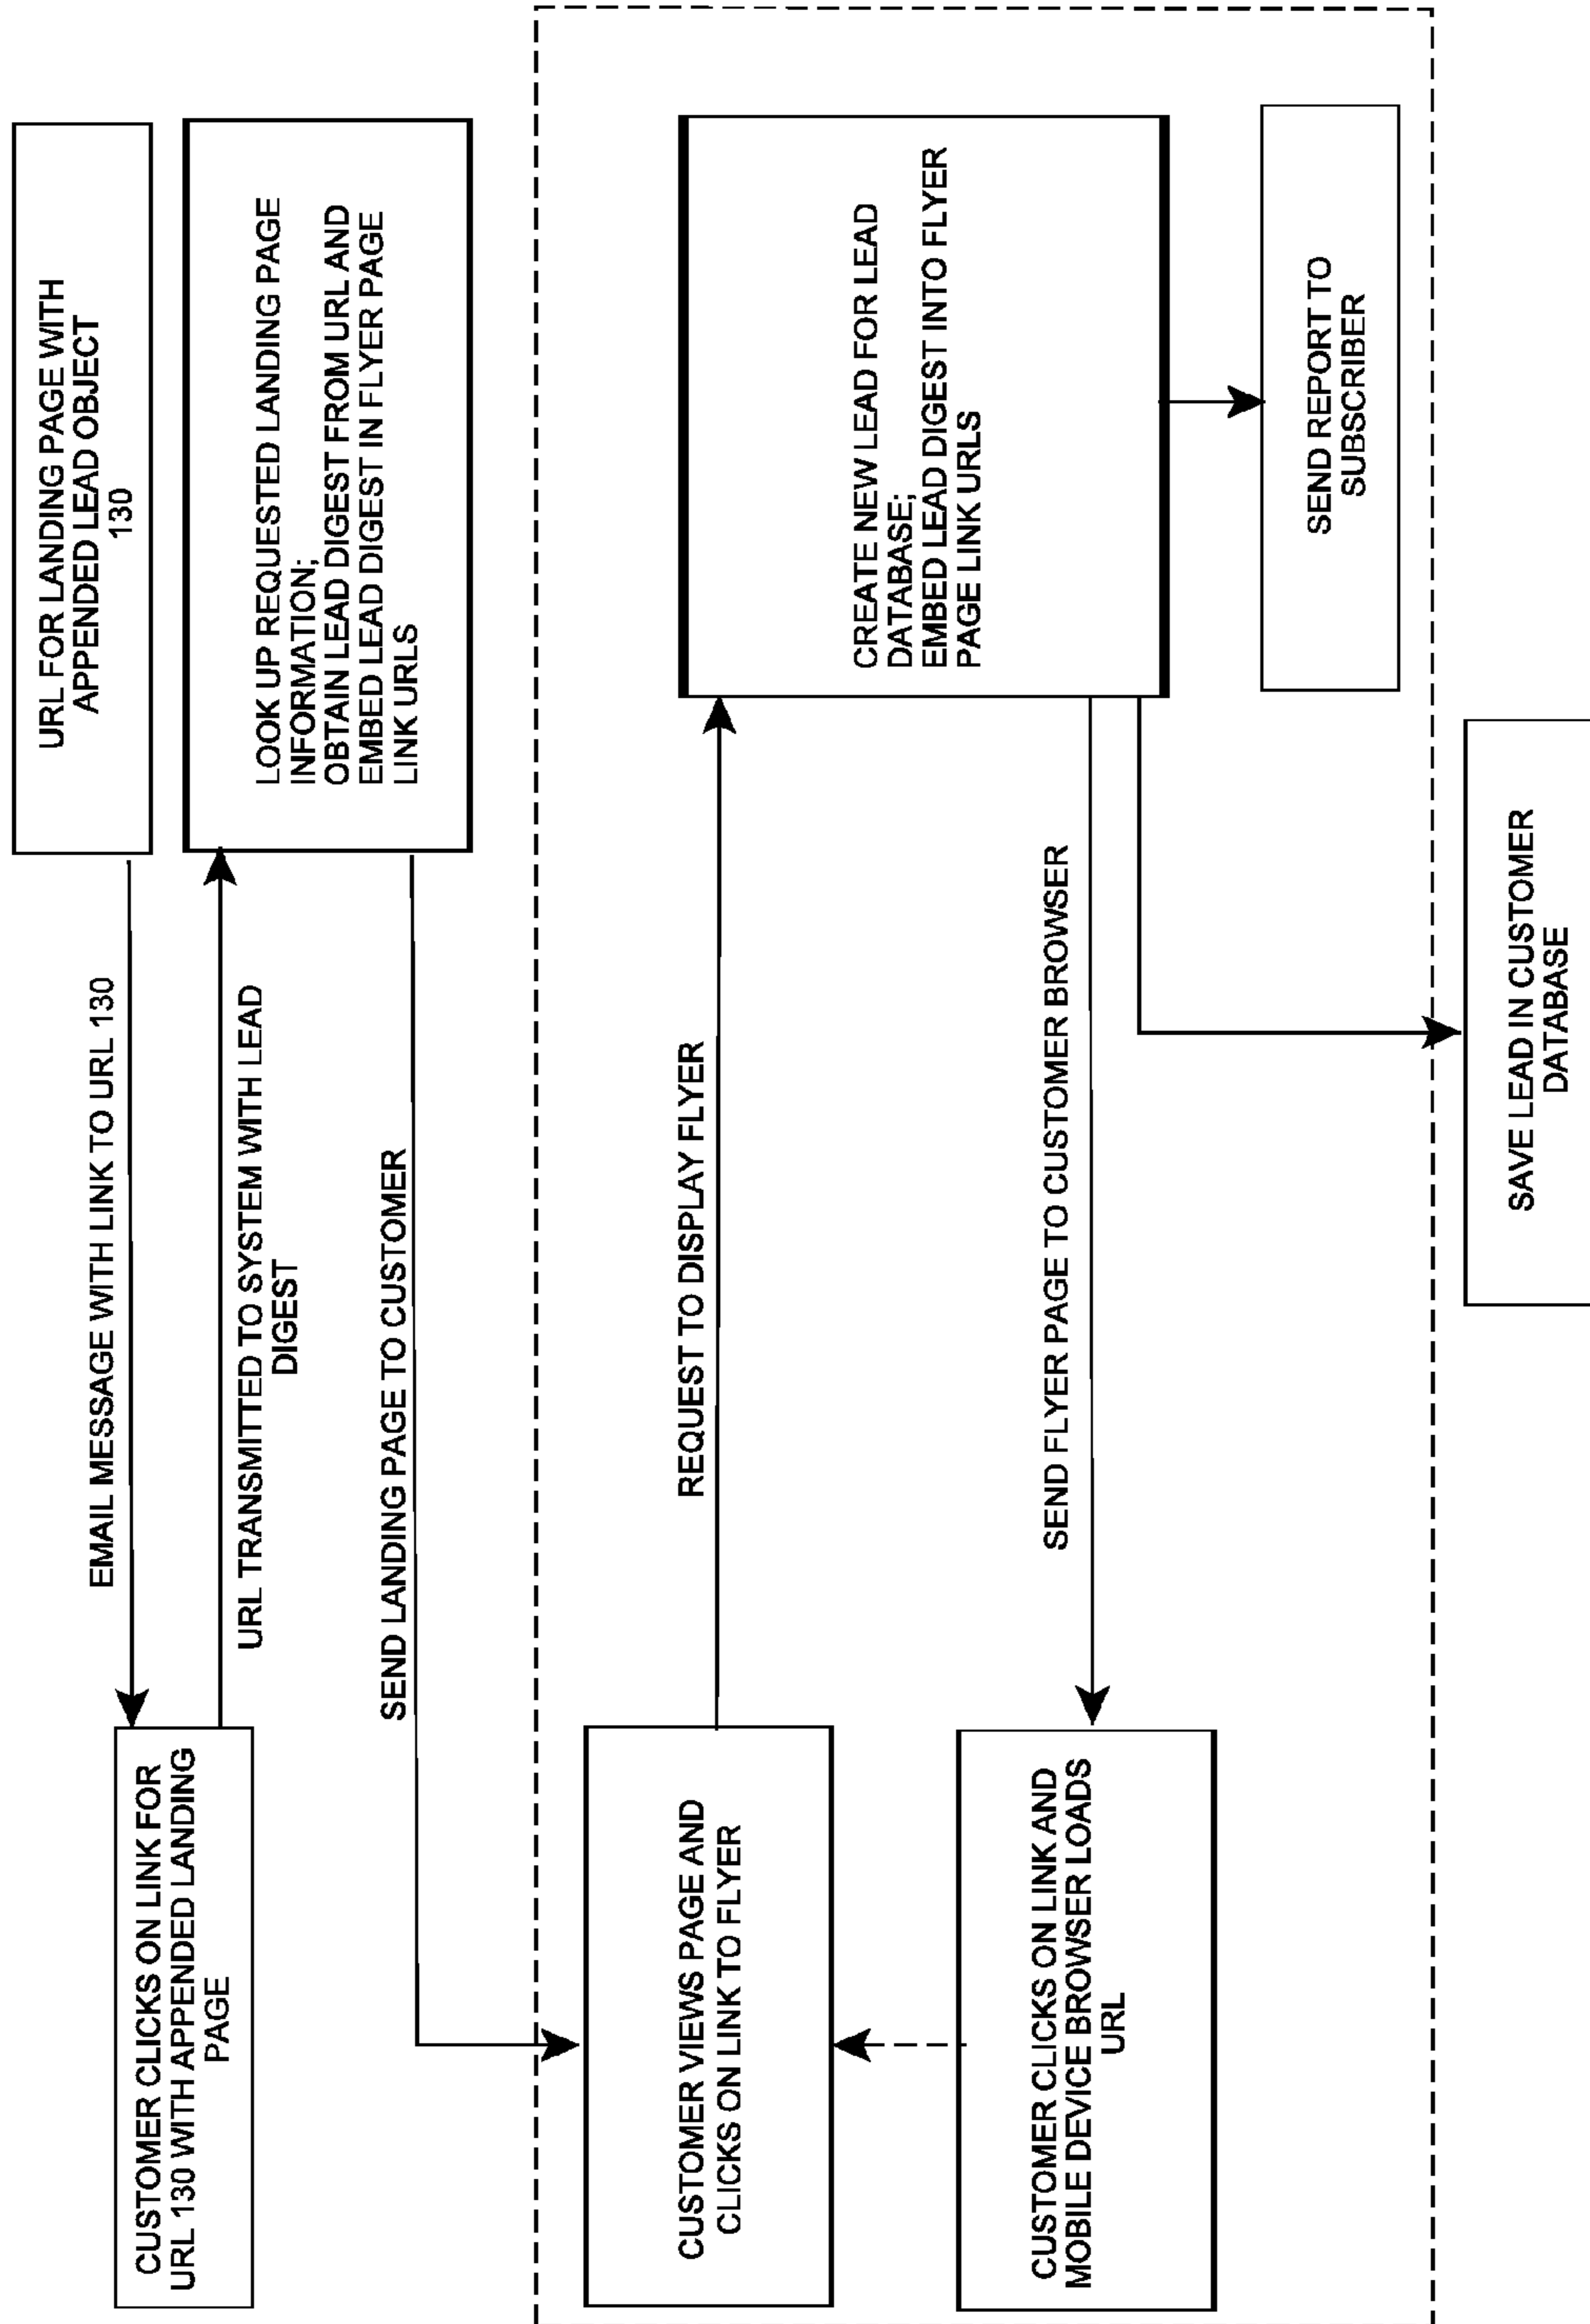 URL FOR LANDING PAGE WITH
APPENDED LEAD OBJECT
130
EMAIL MESSAGE WITH LINK TO URL 130
CUSTOMER CLICKS ON LINK FOR
URL 130 WITH APPENDED LANDING
PAGE
URL TRANSMITTED TO SYSTEM WITH LEAD
DIGEST
LOOK UP REQUESTED LANDING PAGE
INFORMATION;
OBTAIN LEAD DIGEST FROM URL AND
EMBED LEAD DIGEST IN FLYER PAGE
LINK URLS
SEND LANDING PAGE TO CUSTOMER
CUSTOMER VIEWS PAGE AND
CLICKS ON LINK TO FLYER
REQUEST TO DISPLAY FLYER
CREATE NEW LEAD FOR LEAD
DATABASE;
EMBED LEAD DIGEST INTO FLYER
PAGE LINK URLS
SEND FLYER PAGE TO CUSTOMER BROWSER
CUSTOMER CLICKS ON LINK AND
MOBILE DEVICE BROWSER LOADS
URL
SEND REPORT TO
SUBSCRIBER
SAVE LEAD IN CUSTOMER
DATABASE